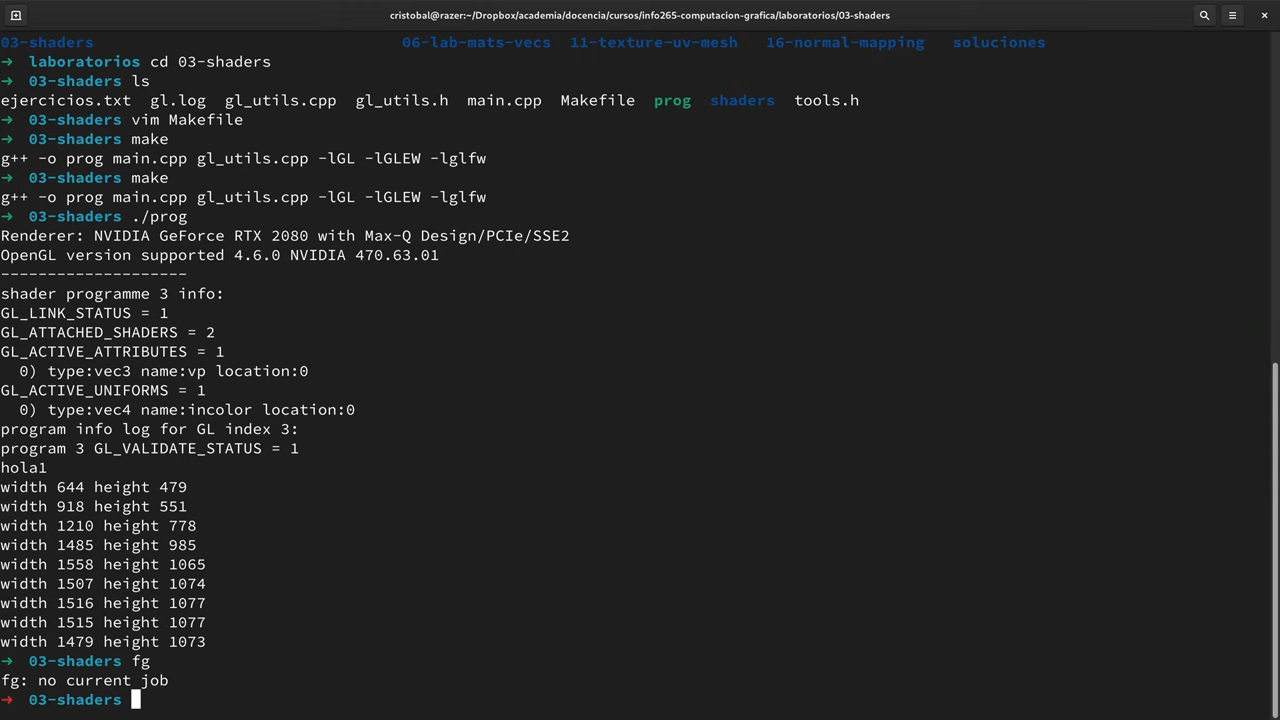 cristobal@razer:~/Dropbox/academia/docencia/cursos/info265-computacion-grafica/laboratorios/03-shaders
03-shaders 06-lab-mats-vecs 11-texture-uv-mesh 16-normal-mapping soluciones
→ laboratorios cd 03-shaders
→ 03-shaders ls
ejercicios.txt gl.log gl_utils.cpp gl_utils.h main.cpp Makefile prog shaders tools.h
→ 03-shaders vim Makefile
→ 03-shaders make
g++ -o prog main.cpp gl_utils.cpp -lGL -lGLEW -lglfw
→ 03-shaders make
g++ -o prog main.cpp gl_utils.cpp -lGL -lGLEW -lglfw
→ 03-shaders ./prog
Renderer: NVIDIA GeForce RTX 2080 with Max-Q Design/PCIe/SSE2
OpenGL version supported 4.6.0 NVIDIA 470.63.01
--------------------
shader programme 3 info:
GL_LINK_STATUS = 1
GL_ATTACHED_SHADERS = 2
GL_ACTIVE_ATTRIBUTES = 1
  0) type:vec3 name:vp location:0
GL_ACTIVE_UNIFORMS = 1
  0) type:vec4 name:incolor location:0
program info log for GL index 3:
program 3 GL_VALIDATE_STATUS = 1
hola1
width 644 height 479
width 918 height 551
width 1210 height 778
width 1485 height 985
width 1558 height 1065
width 1507 height 1074
width 1516 height 1077
width 1515 height 1077
width 1479 height 1073
→ 03-shaders fg
fg: no current job
→ 03-shaders